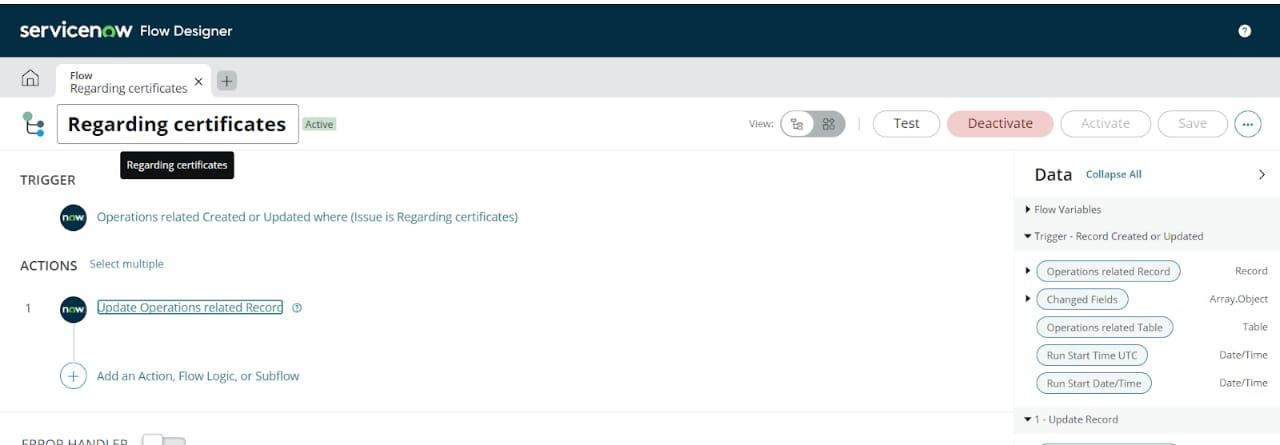 servicenow Flow Designer
Flow
Regarding certificates
Regarding certificates Active
View: Test Deactivate Activate Save
Regarding certificates
TRIGGER
now Operations related Created or Updated where (Issue is Regarding certificates)
ACTIONS Select multiple
1 now Update Operations related Record
Add an Action, Flow Logic, or Subflow
ERROR HANDLER
Data Collapse All
Flow Variables
Trigger - Record Created or Updated
Operations related Record Record
Changed Fields Array.Object
Operations related Table Table
Run Start Time UTC Date/Time
Run Start Date/Time Date/Time
1 - Update Record